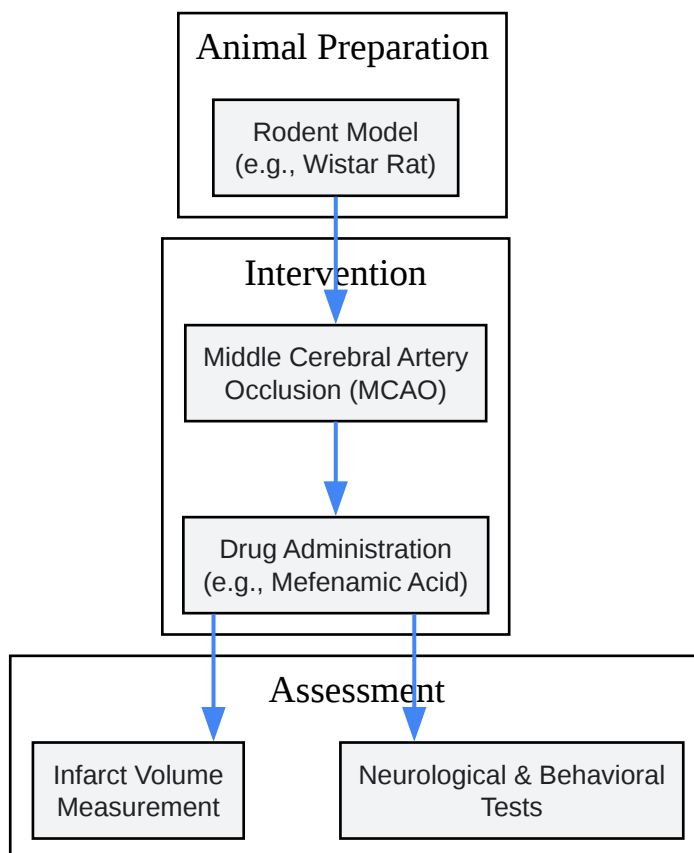 Animal Preparation
Rodent Model
(e.g., Wistar Rat)
Intervention
Middle Cerebral Artery
Occlusion (MCAO)
Drug Administration
(e.g., Mefenamic Acid)
Assessment
Infarct Volume
Measurement
Neurological & Behavioral
Tests